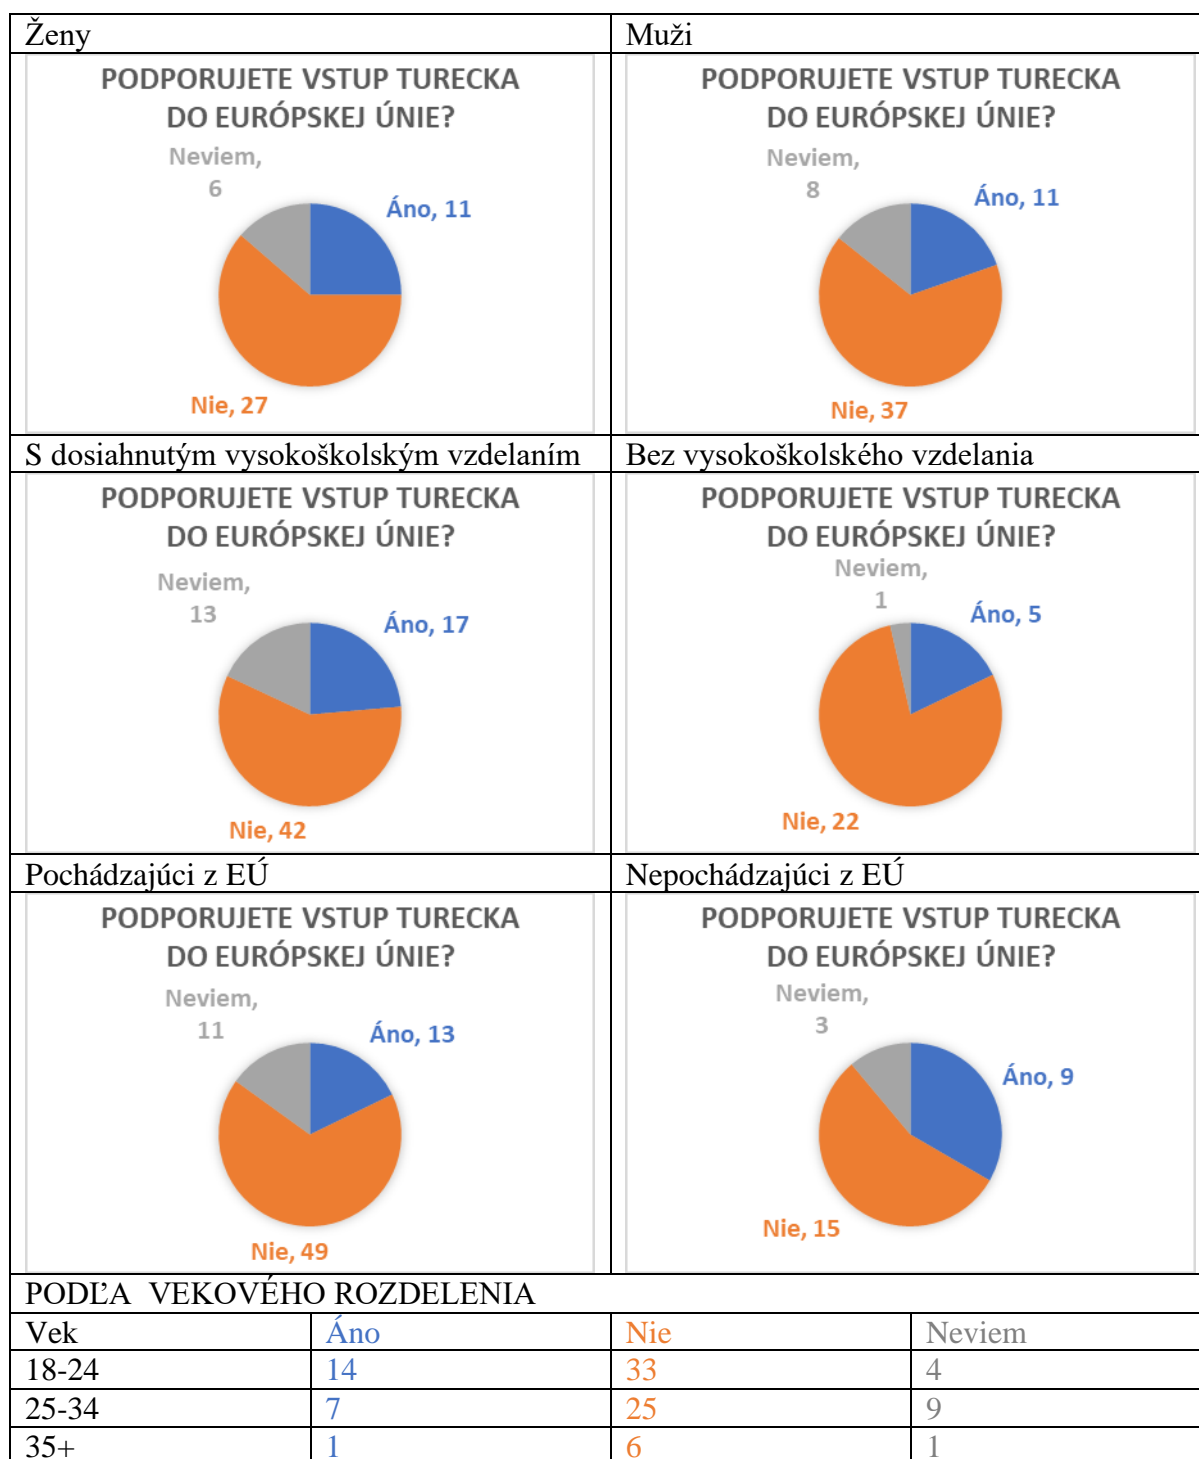 Ženy
Muži
PODPORUJETE VSTUP TURECKA
DO EURÓPSKEJ ÚNIE?
Neviem,
6
Áno, 11
Nie, 27
PODPORUJETE VSTUP TURECKA
DO EURÓPSKEJ ÚNIE?
Neviem,
8
Áno, 11
Nie, 37
S dosiahnutým vysokoškolským vzdelaním
Bez vysokoškolského vzdelania
PODPORUJETE VSTUP TURECKA
DO EURÓPSKEJ ÚNIE?
Neviem,
13
Áno, 17
Nie, 42
PODPORUJETE VSTUP TURECKA
DO EURÓPSKEJ ÚNIE?
Neviem,
1
Áno, 5
Nie, 22
Pochádzajúci z EÚ
Nepochádzajúci z EÚ
PODPORUJETE VSTUP TURECKA
DO EURÓPSKEJ ÚNIE?
Neviem,
11
Áno, 13
Nie, 49
PODPORUJETE VSTUP TURECKA
DO EURÓPSKEJ ÚNIE?
Neviem,
3
Áno, 9
Nie, 15
PODĽA VEKOVÉHO ROZDELENIA
Vek Áno Nie Neviem
18-24 14 33 4
25-34 7 25 9
35+ 1 6 1